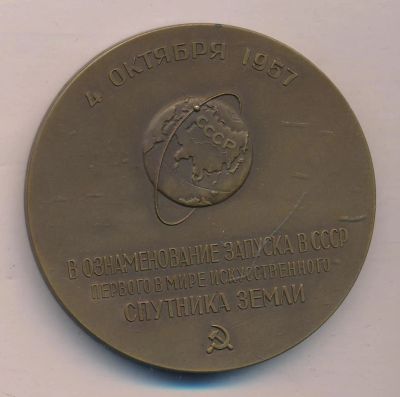 4 ОКТЯБРЯ 1957
СССР
В ОЗНАМЕНОВАНИЕ ЗАПУСКА В СССР
ПЕРВОГО В МИРЕ ИСКУССТВЕННОГО
СПУТНИКА ЗЕМЛИ